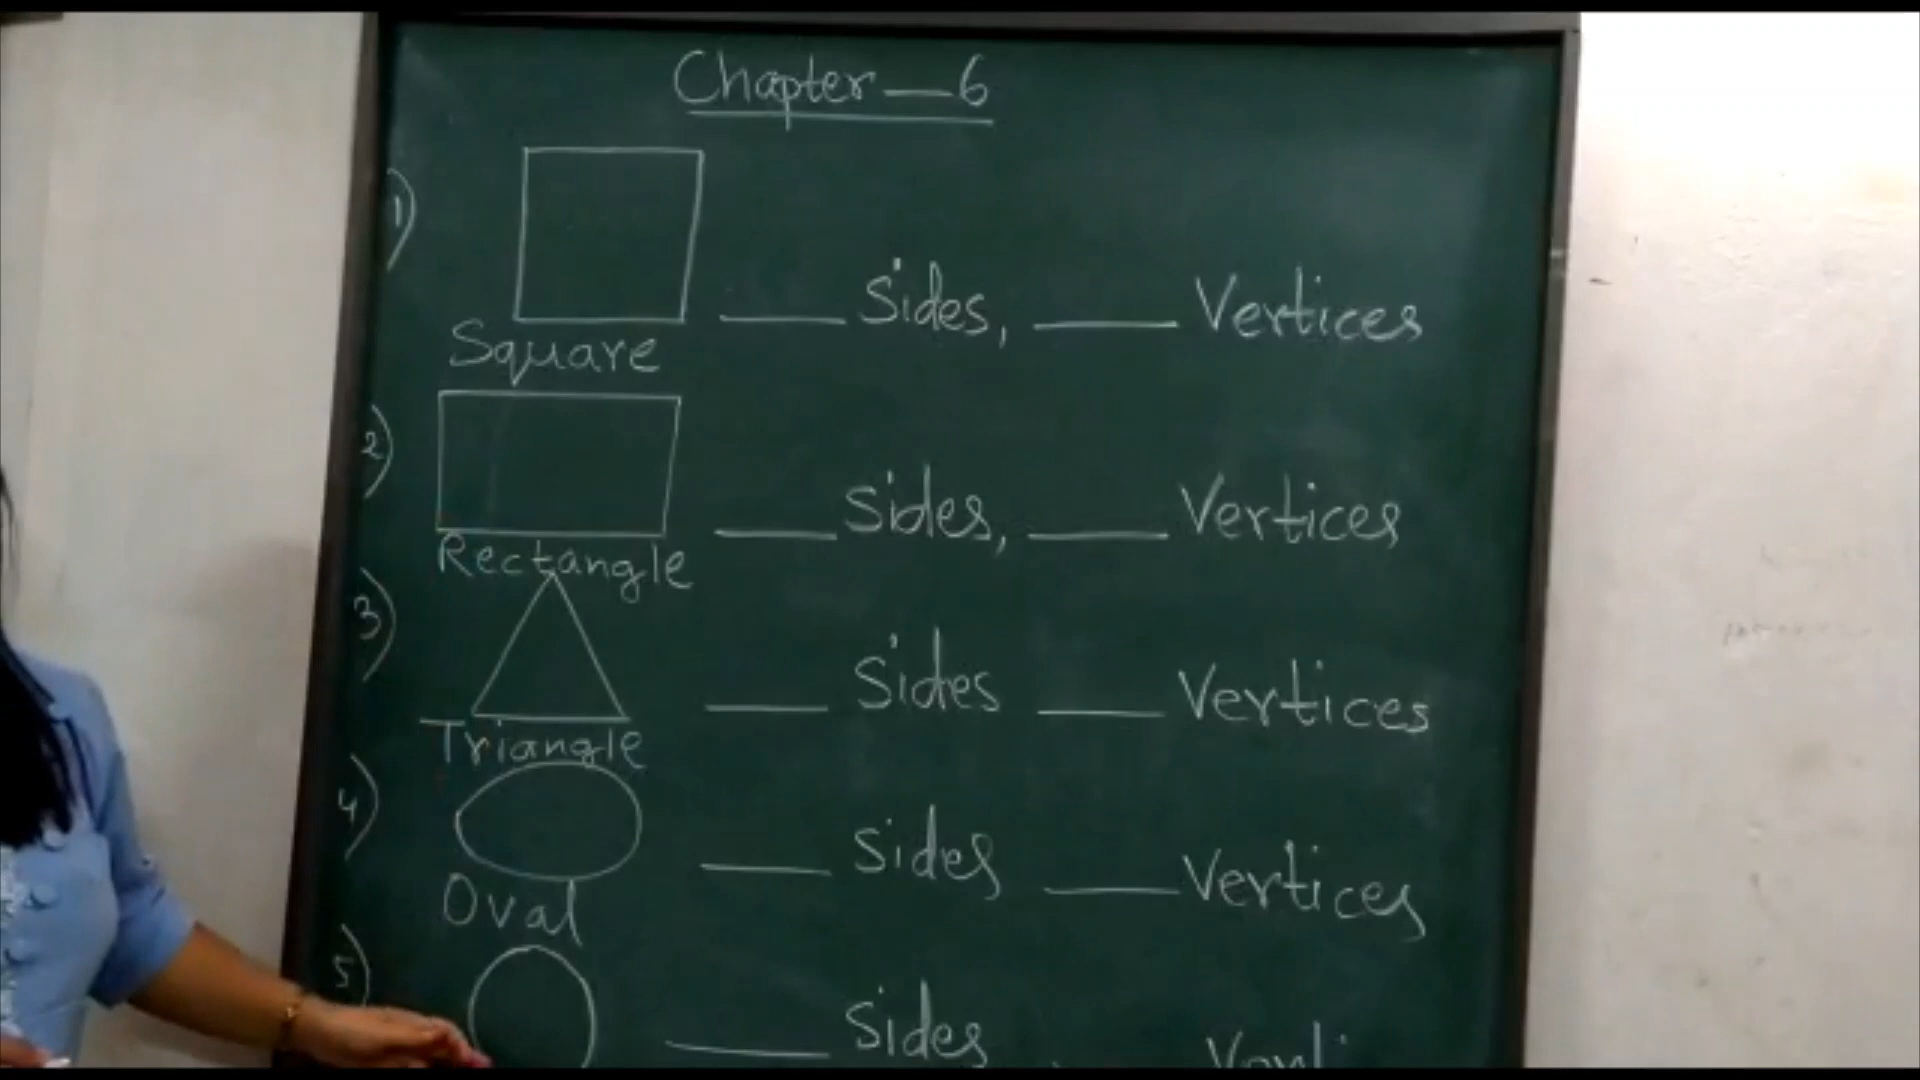 Chapter — 6
1)
___ Sides, ___ Vertices
Square
2)
___ Sides, ___ Vertices
Rectangle
3)
___ Sides ___ Vertices
Triangle
4)
___ Sides ___ Vertices
Oval
5)
___ Sides